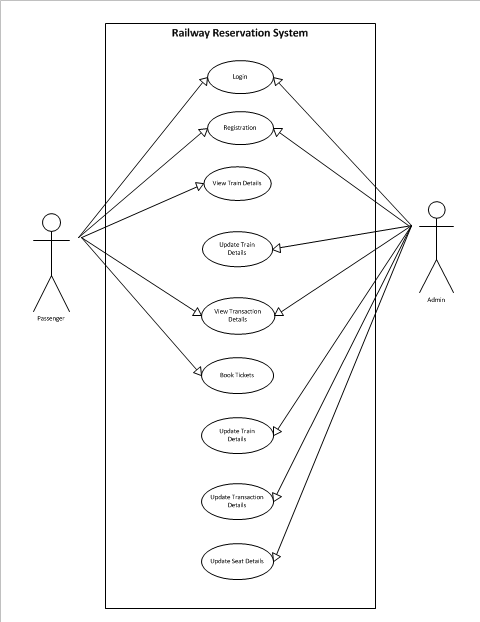 Railway Reservation System
Login
Registration
View Train Details
Update Train
Details
View Transaction
Details
Book Tickets
Update Train
Details
Update Transaction
Details
Update Seat Details
Passenger
Admin